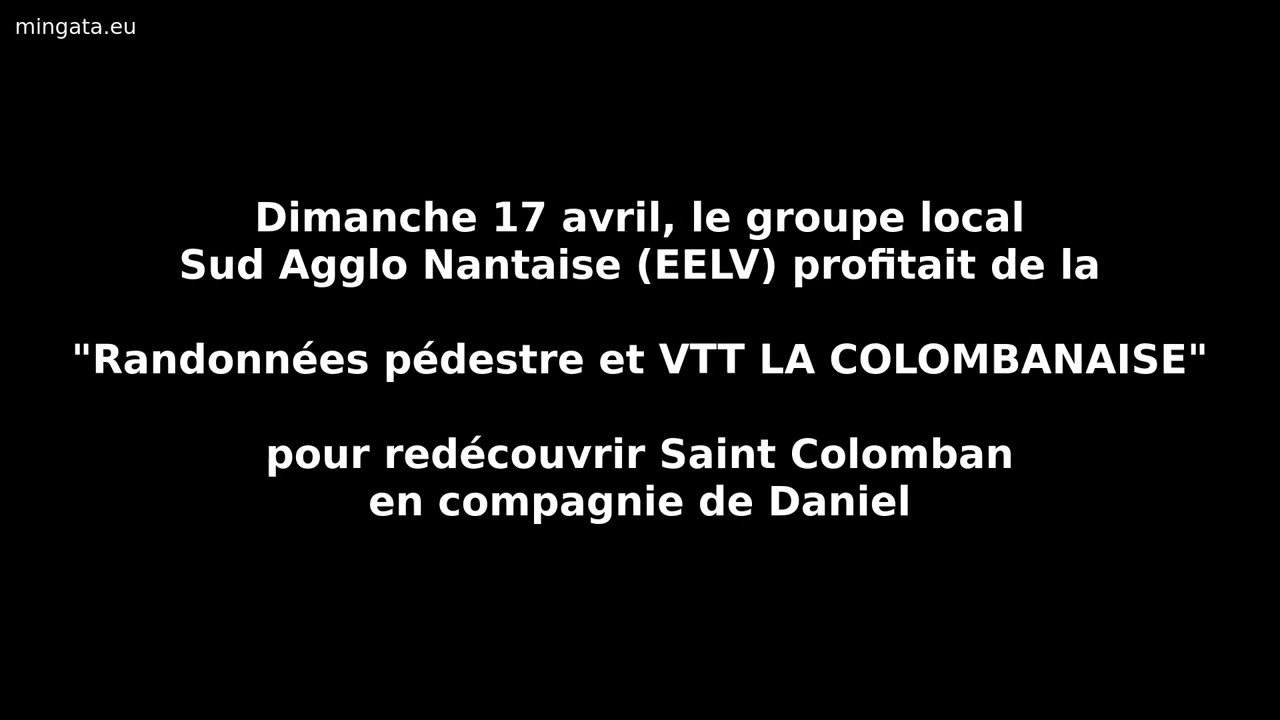 mingata.eu
Dimanche 17 avril, le groupe local
Sud Agglo Nantaise (EELV) profitait de la
"Randonnées pédestre et VTT LA COLOMBANAISE"
pour redécouvrir Saint Colomban
en compagnie de Daniel